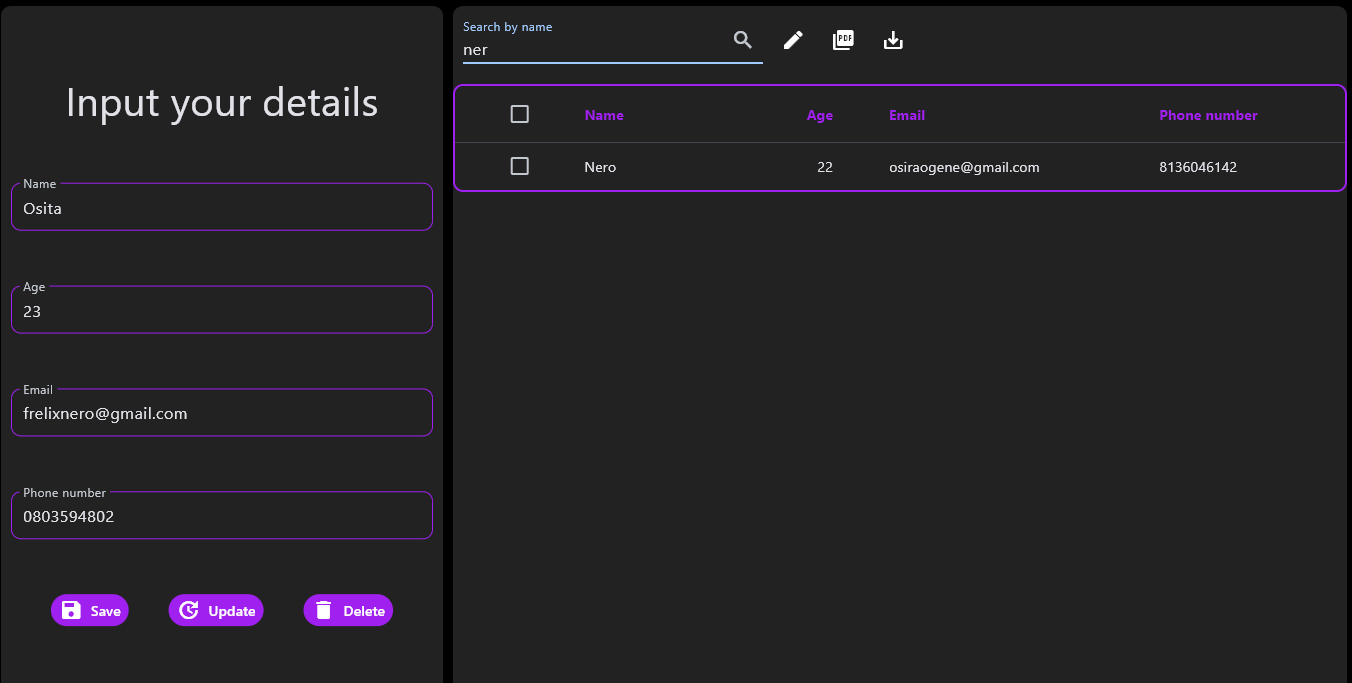 Input your details
Name
Osita
Age
23
Email
frelixnero@gmail.com
Phone number
0803594802
Save Update Delete
Search by name
ner
PDF
Name Age Email Phone number
Nero 22 osiraogene@gmail.com 8136046142